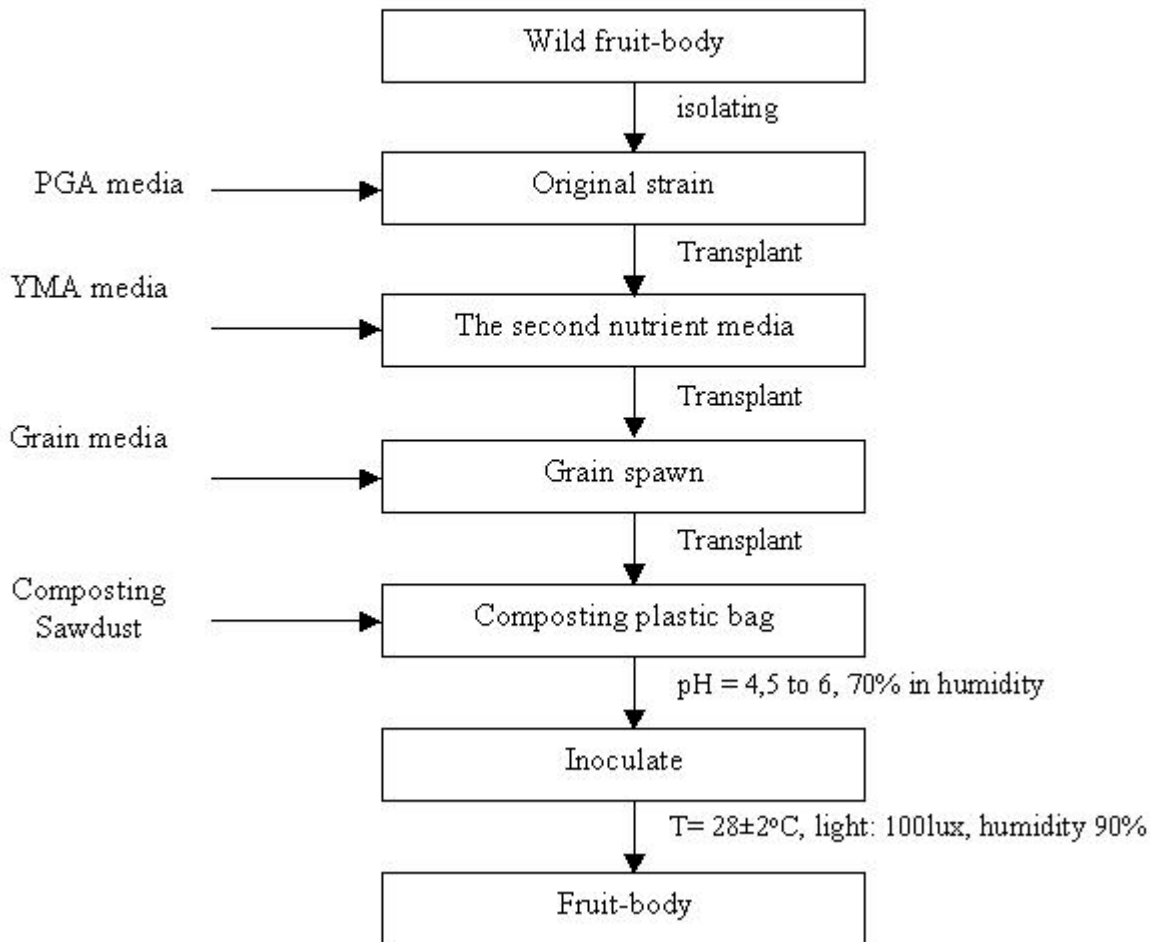 Wild fruit-body
isolating
PGA media
Original strain
Transplant
YMA media
The second nutrient media
Transplant
Grain media
Grain spawn
Transplant
Composting
Sawdust
Composting plastic bag
pH = 4,5 to 6, 70% in humidity
Inoculate
T= 28±2°C, light: 100lux, humidity 90%
Fruit-body